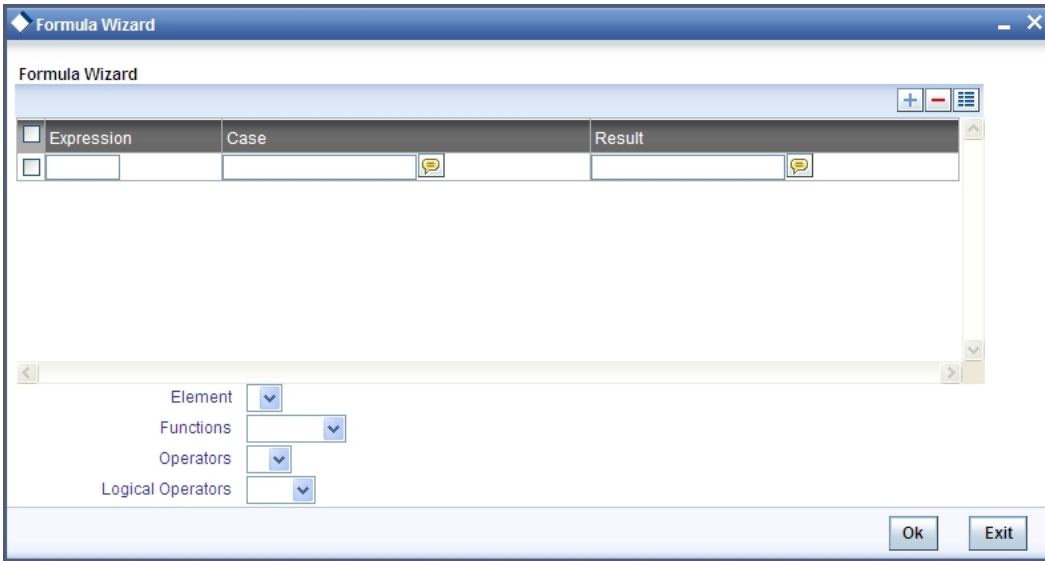 Formula Wizard
Formula Wizard
Expression Case Result
Element
Functions
Operators
Logical Operators
Ok Exit